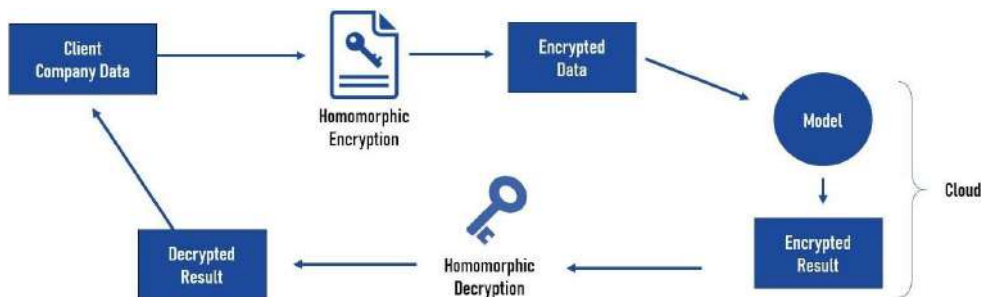 Client
Company Data
Homomorphic
Encryption
Encrypted
Data
Model
Cloud
Encrypted
Result
Homomorphic
Decryption
Decrypted
Result